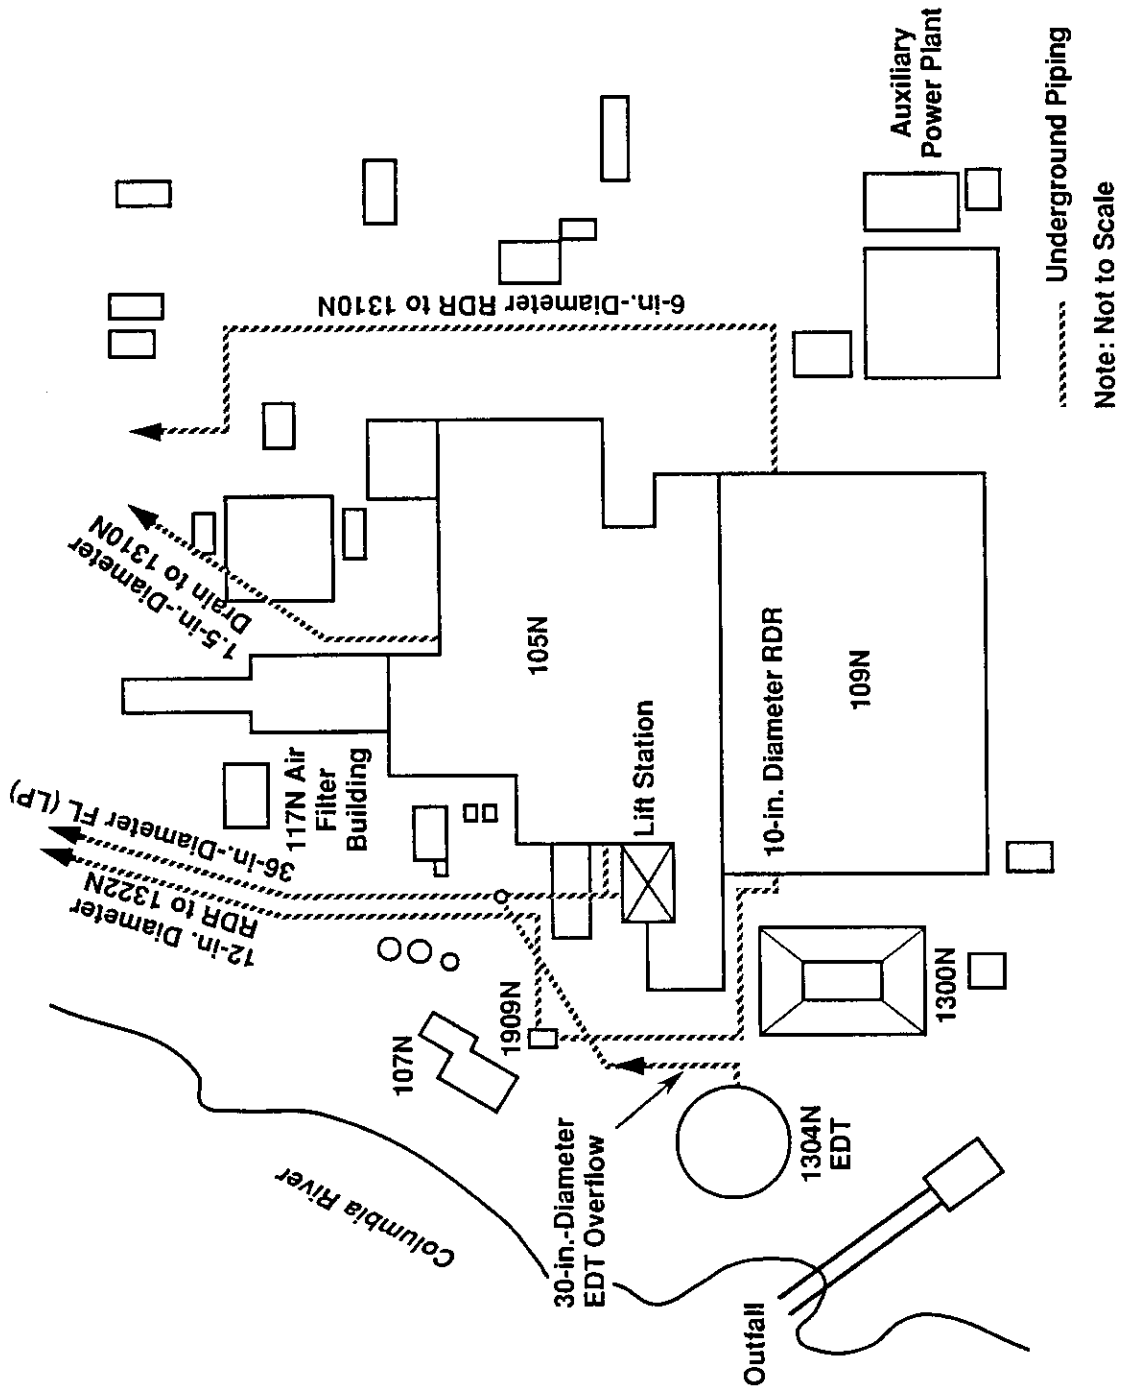 Columbia River
Outfall
30-in.-Diameter
EDT Overflow
1304N
EDT
107N
1909N
1300N
12-in. Diameter
RDR to 1322N
36-in.-Diameter FL (LP)
117N Air
Filter
Building
Lift Station
10-in. Diameter RDR
105N
109N
1.5-in.-Diameter
Drain to 1310N
6-in.-Diameter RDR to 1310N
Auxiliary
Power Plant
Underground Piping
Note: Not to Scale